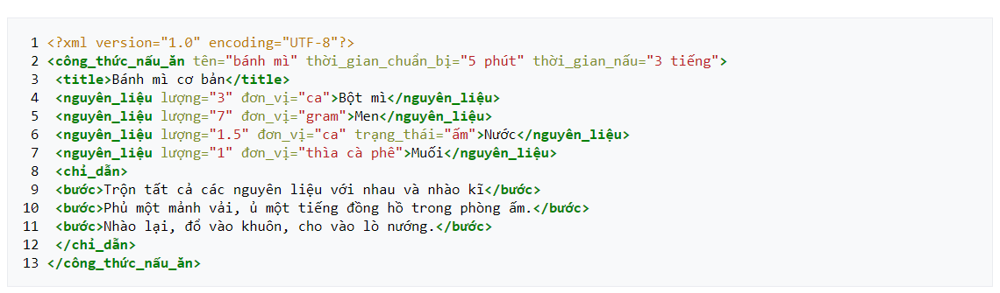 1 <?xml version="1.0" encoding="UTF-8"?>
2 <công_thức_nấu_ăn tên="bánh mì" thời_gian_chuẩn_bị="5 phút" thời_gian_nấu="3 tiếng">
3  <title>Bánh mì cơ bản</title>
4  <nguyên_liệu lượng="3" đơn_vị="ca">Bột mì</nguyên_liệu>
5  <nguyên_liệu lượng="7" đơn_vị="gram">Men</nguyên_liệu>
6  <nguyên_liệu lượng="1.5" đơn_vị="ca" trạng_thái="ấm">Nước</nguyên_liệu>
7  <nguyên_liệu lượng="1" đơn_vị="thìa cà phê">Muối</nguyên_liệu>
8  <chỉ_dẫn>
9  <bước>Trộn tất cả các nguyên liệu với nhau và nhào kĩ</bước>
10  <bước>Phủ một mảnh vải, ủ một tiếng đồng hồ trong phòng ấm.</bước>
11  <bước>Nhào lại, đổ vào khuôn, cho vào lò nướng.</bước>
12  </chỉ_dẫn>
13 </công_thức_nấu_ăn>